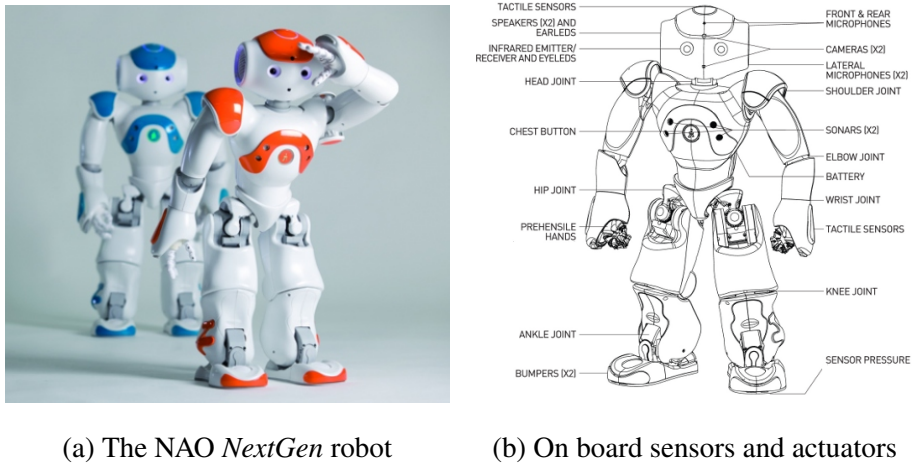 TACTILE SENSORS
SPEAKERS (X2) AND
EARLEDS
INFRARED EMITTER/
RECEIVER AND EYELEDS
HEAD JOINT
CHEST BUTTON
HIP JOINT
PREHENSILE
HANDS
ANKLE JOINT
BUMPERS (X2)
FRONT & REAR
MICROPHONES
CAMERAS (X2)
LATERAL
MICROPHONES (X2)
SHOULDER JOINT
SONARS (X2)
ELBOW JOINT
BATTERY
WRIST JOINT
TACTILE SENSORS
KNEE JOINT
SENSOR PRESSURE
(a) The NAO NextGen robot
(b) On board sensors and actuators